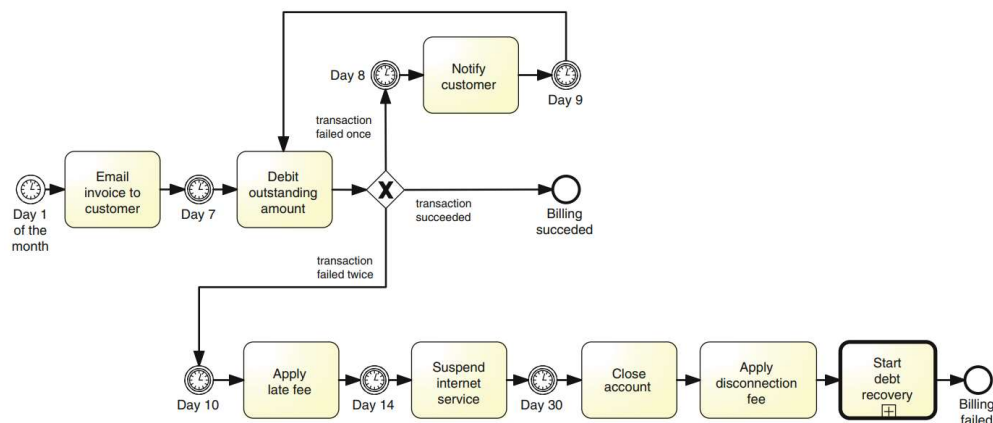 Day 8
Notify
customer
Day 9
transaction
failed once
Email
invoice to
customer
Debit
outstanding
amount
X
Day 1
of the
month
Day 7
transaction
succeeded
Billing
succeded
transaction
failed twice
Apply
late fee
Suspend
internet
service
Close
account
Apply
disconnection
fee
Start
debt
recovery
Day 10
Day 14
Day 30
Billing
failed